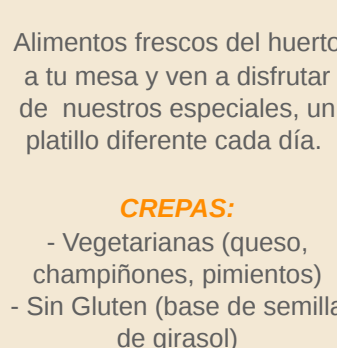 Alimentos frescos del huerto
a tu mesa y ven a disfrutar
de nuestros especiales, un
platillo diferente cada día.
CREPAS:
- Vegetarianas (queso,
champiñones, pimientos)
- Sin Gluten (base de semilla
de girasol)